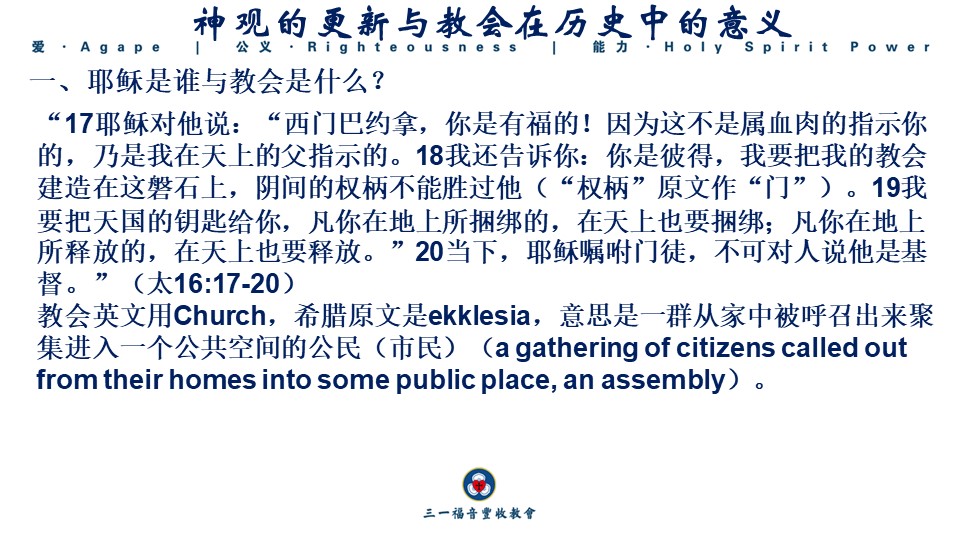 神观的更新与教会在历史中的意义
爱·Agape | 公义·Righteousness | 能力·Holy Spirit Power
一、耶稣是谁与教会是什么？
“17耶稣对他说：“西门巴约拿，你是有福的！因为这不是属血肉的指示你
的，乃是我在天上的父指示的。18我还告诉你：你是彼得，我要把我的教会
建造在这磐石上，阴间的权柄不能胜过他（“权柄”原文作“门”）。19我
要把天国的钥匙给你，凡你在地上所捆绑的，在天上也要捆绑；凡你在地上
所释放的，在天上也要释放。”20当下，耶稣嘱咐门徒，不可对人说他是基
督。”（太16:17-20）
教会英文用Church，希腊原文是ekklesia，意思是一群从家中被呼召出来聚
集进入一个公共空间的公民（市民）（a gathering of citizens called out
from their homes into some public place, an assembly）。
三一福音豐收教會